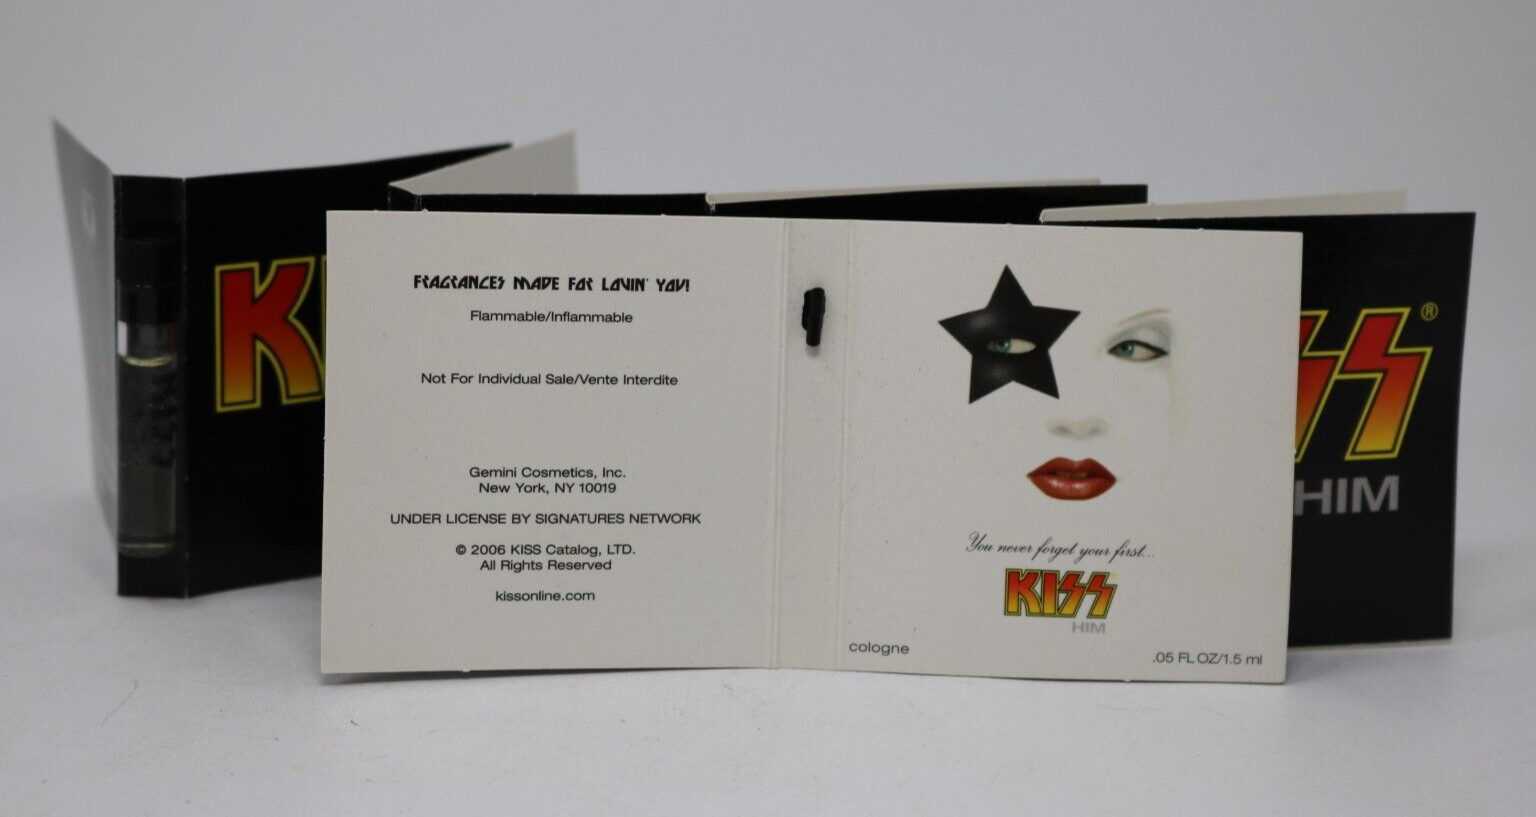 FRAGRANCES MADE FOR LOVIN' YOU!
Flammable/Inflammable
Not For Individual Sale/Vente Interdite
Gemini Cosmetics, Inc.
New York, NY 10019
UNDER LICENSE BY SIGNATURES NETWORK
© 2006 KISS Catalog, LTD.
All Rights Reserved
kissonline.com
You never forget your first...
KISS
HIM
cologne
.05 FL OZ/1.5 ml
K
SS®
HIM